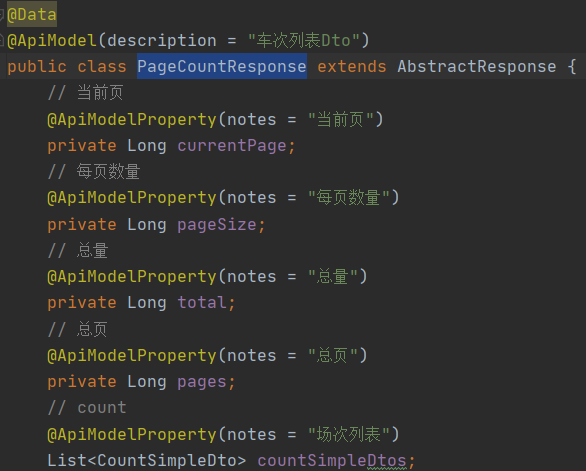 @Data
@ApiModel(description = "车次列表Dto")
public class PageCountResponse extends AbstractResponse {
// 当前页
@ApiModelProperty(notes = "当前页")
private Long currentPage;
// 每页数量
@ApiModelProperty(notes = "每页数量")
private Long pageSize;
// 总量
@ApiModelProperty(notes = "总量")
private Long total;
// 总页
@ApiModelProperty(notes = "总页")
private Long pages;
// count
@ApiModelProperty(notes = "场次列表")
List<CountSimpleDto> countSimpleDtos;